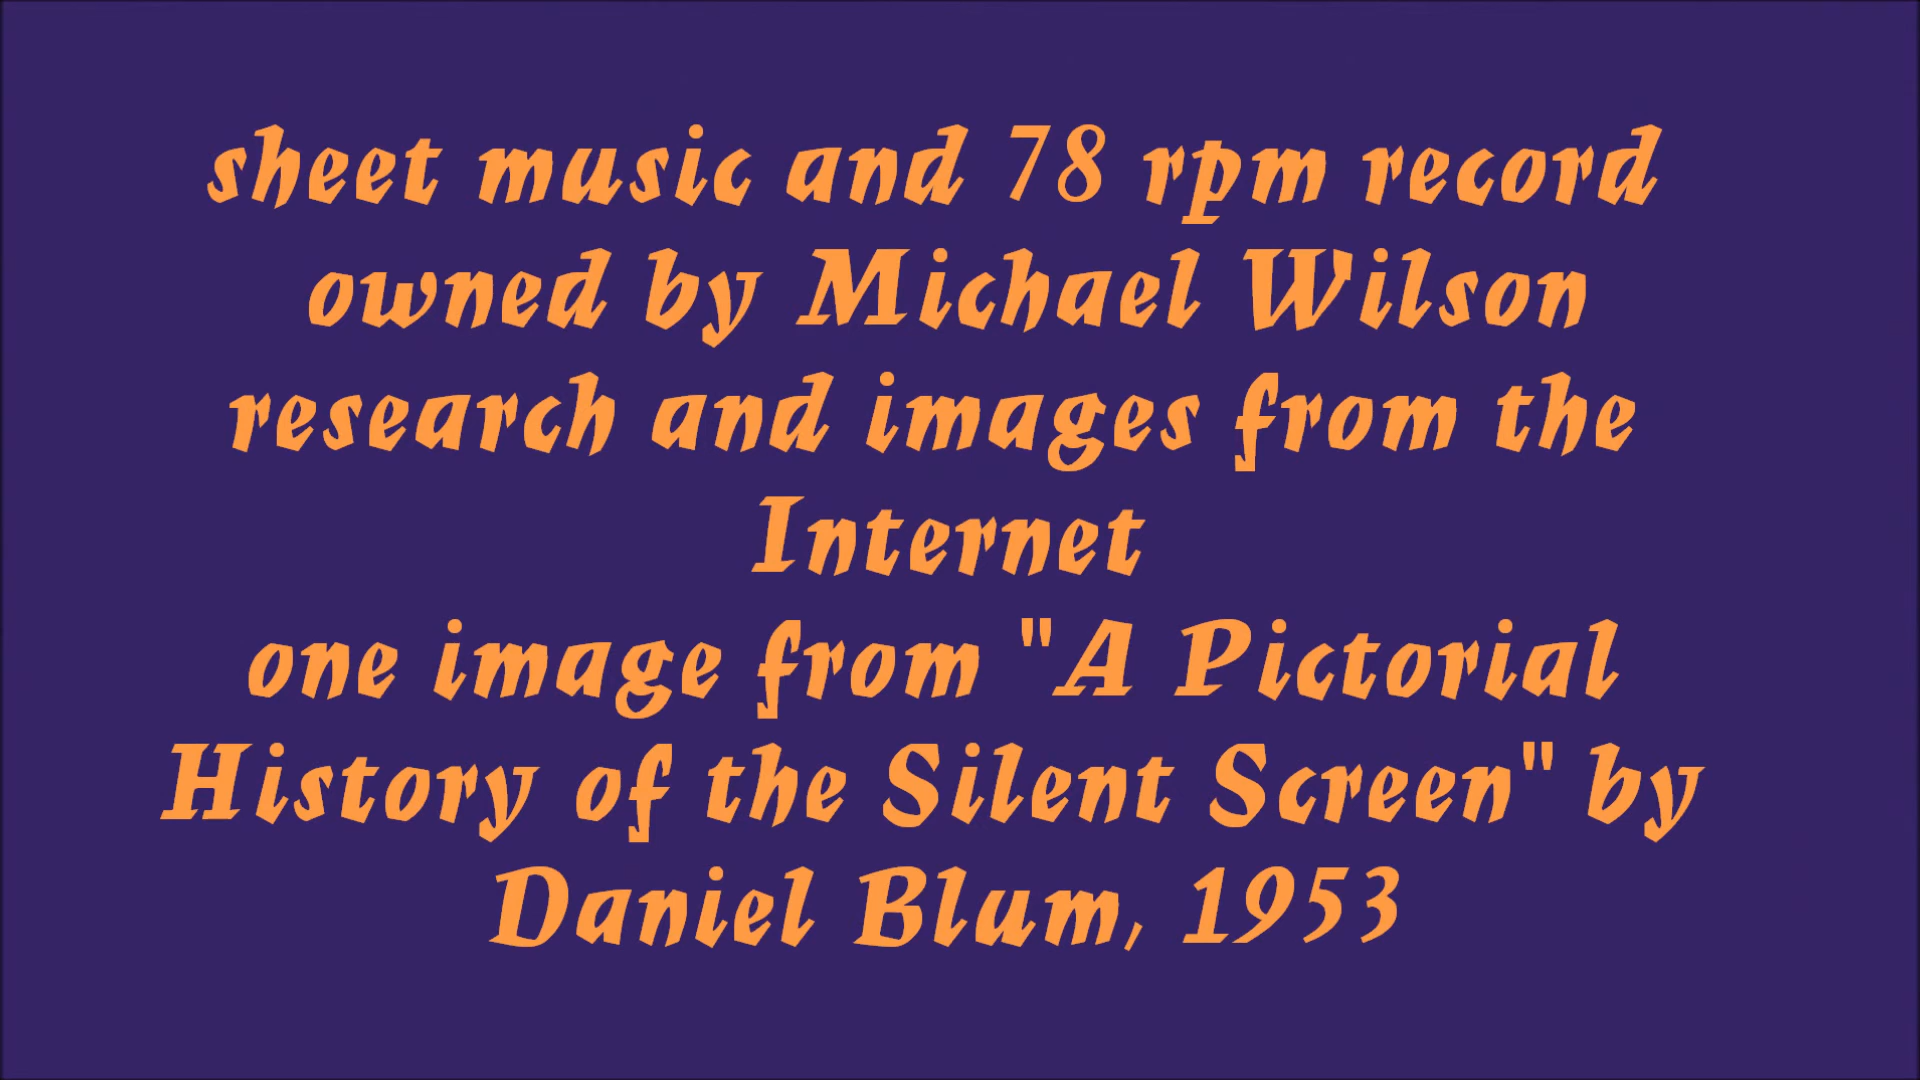 sheet music and 78 rpm record
owned by Michael Wilson
research and images from the
Internet
one image from "A Pictorial
History of the Silent Screen" by
Daniel Blum, 1953